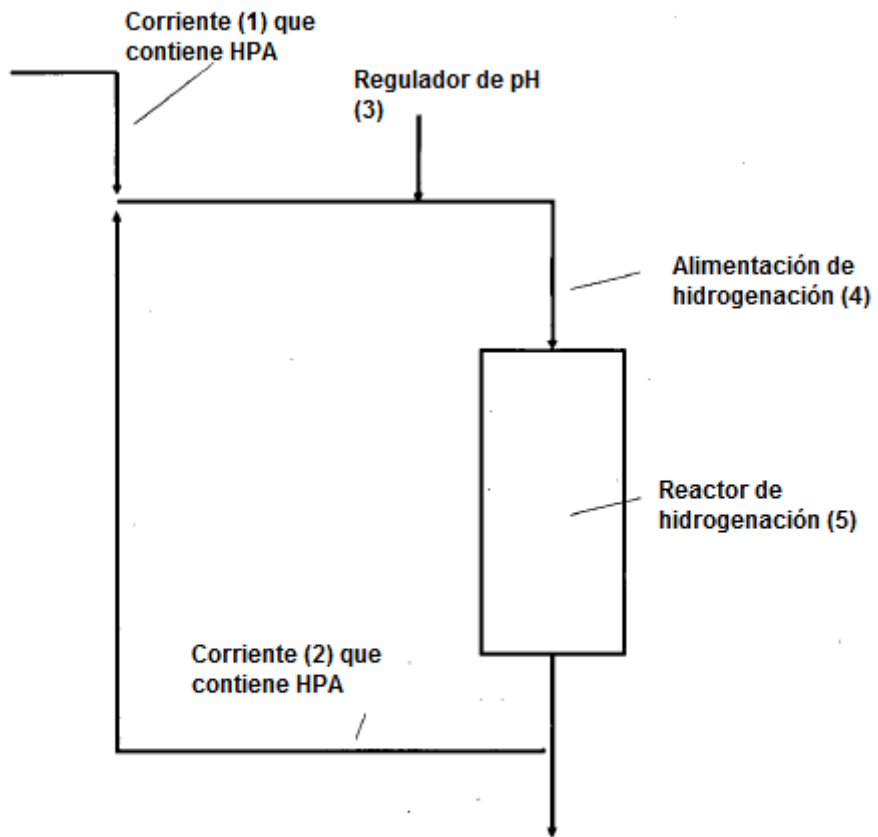 Corriente (1) que
contiene HPA
Regulador de pH
(3)
Alimentación de
hidrogenación (4)
Reactor de
hidrogenación (5)
Corriente (2) que
contiene HPA